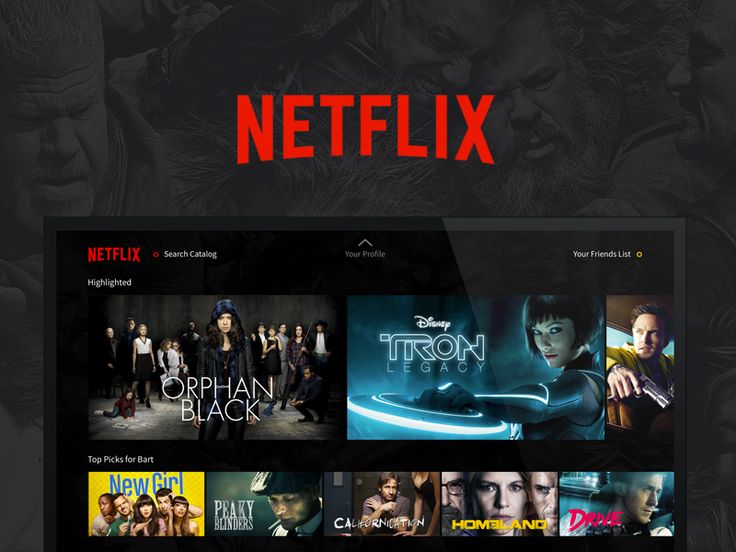 NETFLIX
NETFLIX
Search Catalog
Your Profile
Your Friends List
Highlighted
ORPHAN
BLACK
Disney
TRON
LEGACY
Top Picks for Bart
New Girl
PEAKY
BLINDERS
CALIFORNICATION
HOMELAND
DRIVE